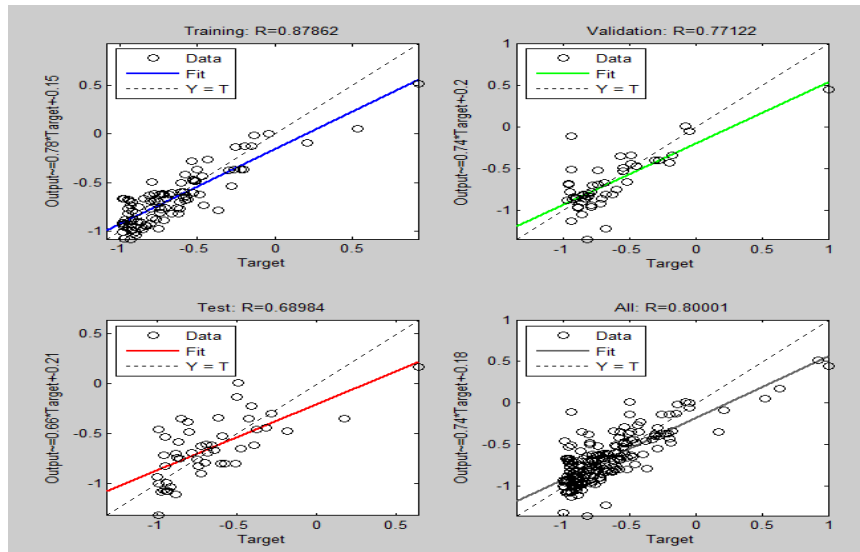 Training: R=0.87862
Output~=0.78*Target+-0.15
0.5
0
-0.5
-1
Data
Fit
Y = T
-1
-0.5
0
0.5
Target
Validation: R=0.77122
Output~=0.74*Target+-0.2
1
0.5
0
-0.5
-1
Data
Fit
Y = T
-1
-0.5
0
0.5
1
Target
Test: R=0.68984
Output~=0.66*Target+-0.21
0.5
0
-0.5
-1
Data
Fit
Y = T
-1
-0.5
0
0.5
Target
All: R=0.80001
Output~=0.74*Target+-0.18
1
0.5
0
-0.5
-1
Data
Fit
Y = T
-1
-0.5
0
0.5
1
Target